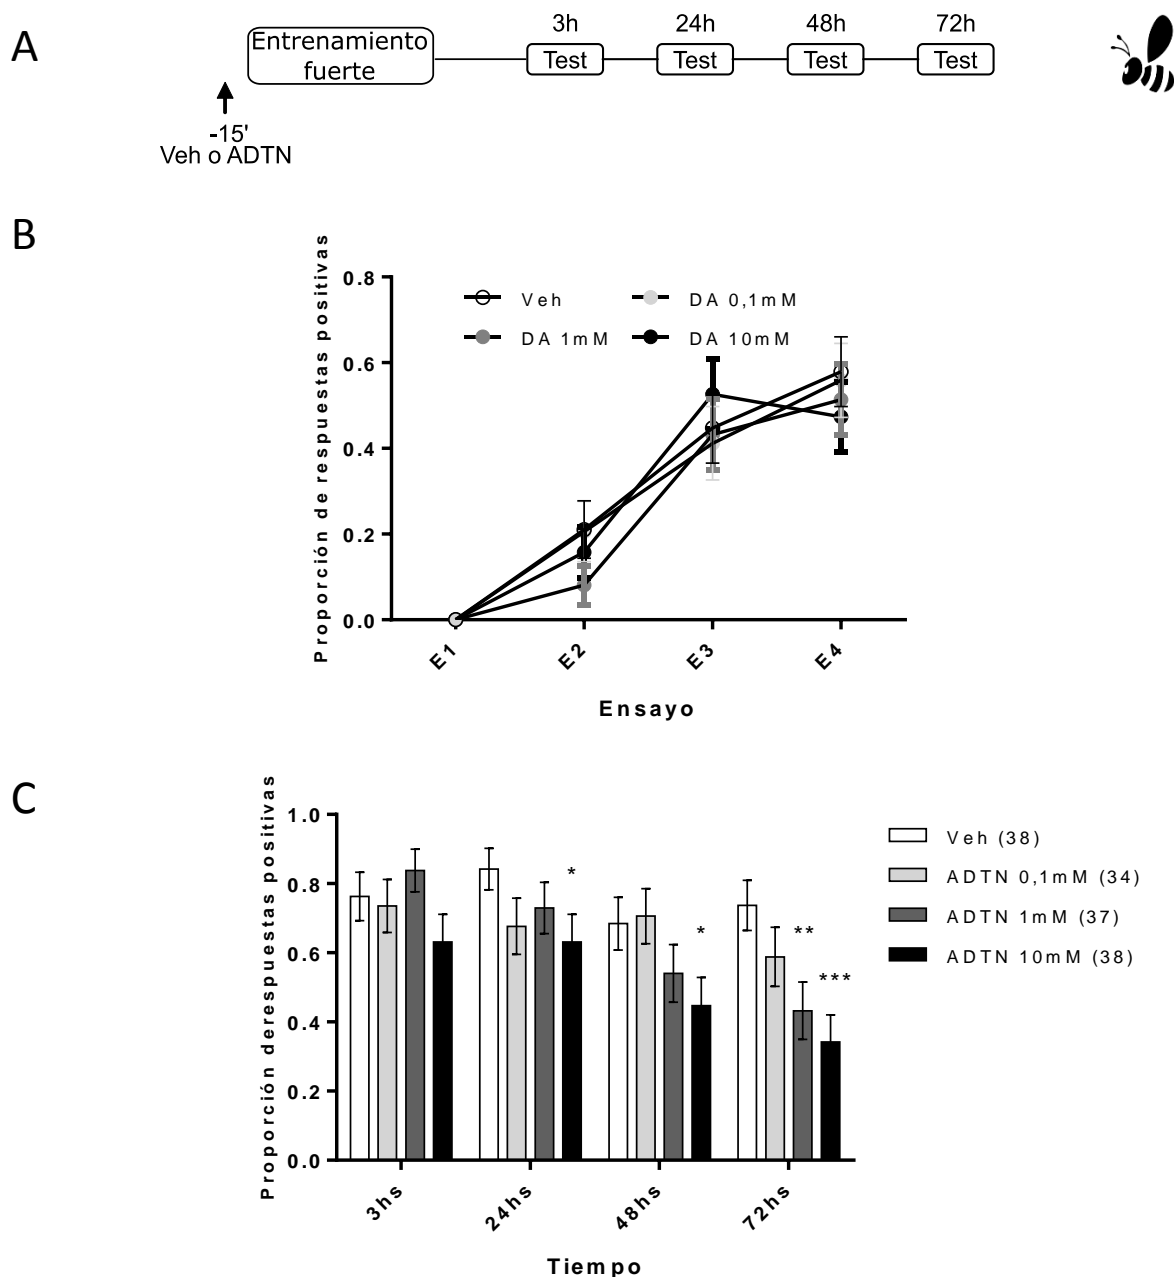 A
Entrenamiento
fuerte
3h
24h
48h
72h
Test
Test
Test
Test
-15'
Veh o ADTN
B
Proporción de respuestas positivas
0.8
0.6
0.4
0.2
0.0
Veh
DA 0,1mM
DA 1mM
DA 10mM
E1
E2
E3
E4
Ensayo
C
Proporción derespuestas positivas
1.0
0.8
0.6
0.4
0.2
0.0
*
*
**
***
Veh (38)
ADTN 0,1mM (34)
ADTN 1mM (37)
ADTN 10mM (38)
3hs
24hs
48hs
72hs
Tiempo